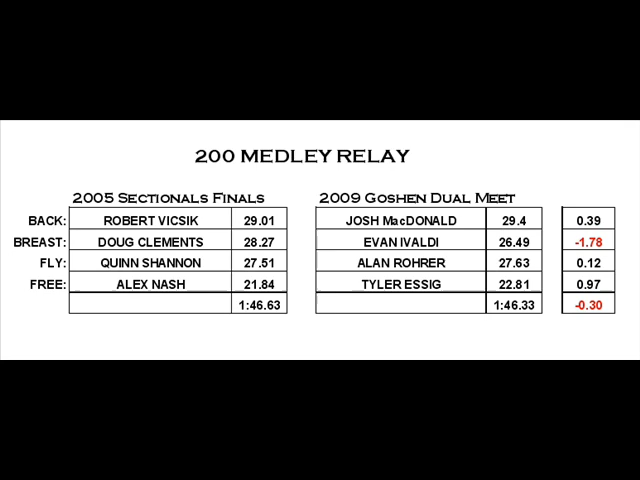 200 MEDLEY RELAY
2005 SECTIONALS FINALS 2009 GOSHEN DUAL MEET
BACK: ROBERT VICSIK 29.01 JOSH MacDONALD 29.4 0.39
BREAST: DOUG CLEMENTS 28.27 EVAN IVALDI 26.49 -1.78
FLY: QUINN SHANNON 27.51 ALAN ROHRER 27.63 0.12
FREE: ALEX NASH 21.84 TYLER ESSIG 22.81 0.97
1:46.63 1:46.33 -0.30